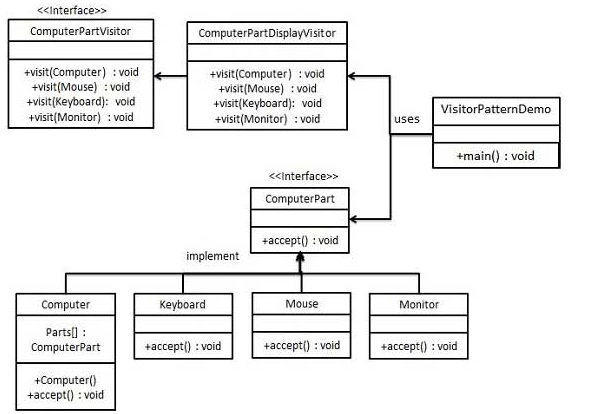 <<Interface>>
ComputerPartVisitor
+visit(Computer) : void
+visit(Mouse) : void
+visit(Keyboard): void
+visit(Monitor) : void
ComputerPartDisplayVisitor
+visit(Computer) : void
+visit(Mouse) : void
+visit(Keyboard): void
+visit(Monitor) : void
uses
VisitorPatternDemo
+main() : void
<<Interface>>
ComputerPart
+accept() : void
implement
Computer
Parts[] :
ComputerPart
+Computer()
+accept() : void
Keyboard
+accept() : void
Mouse
+accept() : void
Monitor
+accept() : void